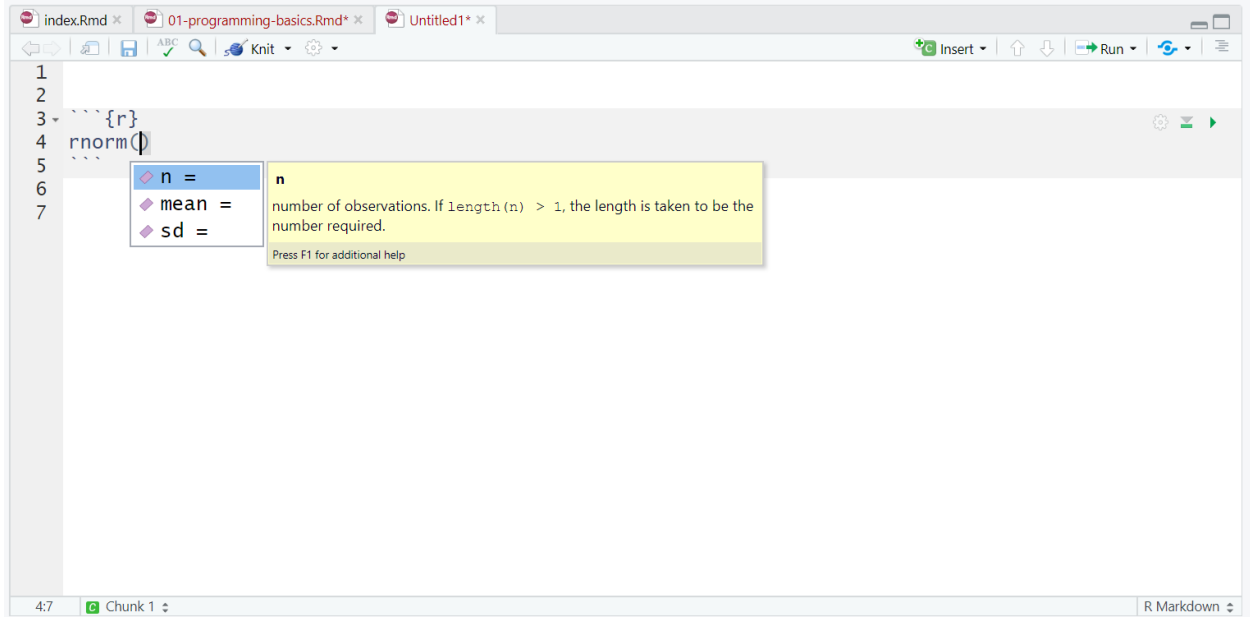 index.Rmd × 01-programming-basics.Rmd* × Untitled1* ×
ABC Knit Insert Run
1
2
3 ```{r}
4 rnorm()
5 ```
6
7
n =
mean =
sd =
n
number of observations. If length(n) > 1, the length is taken to be the
number required.
Press F1 for additional help
4:7 C Chunk 1 R Markdown